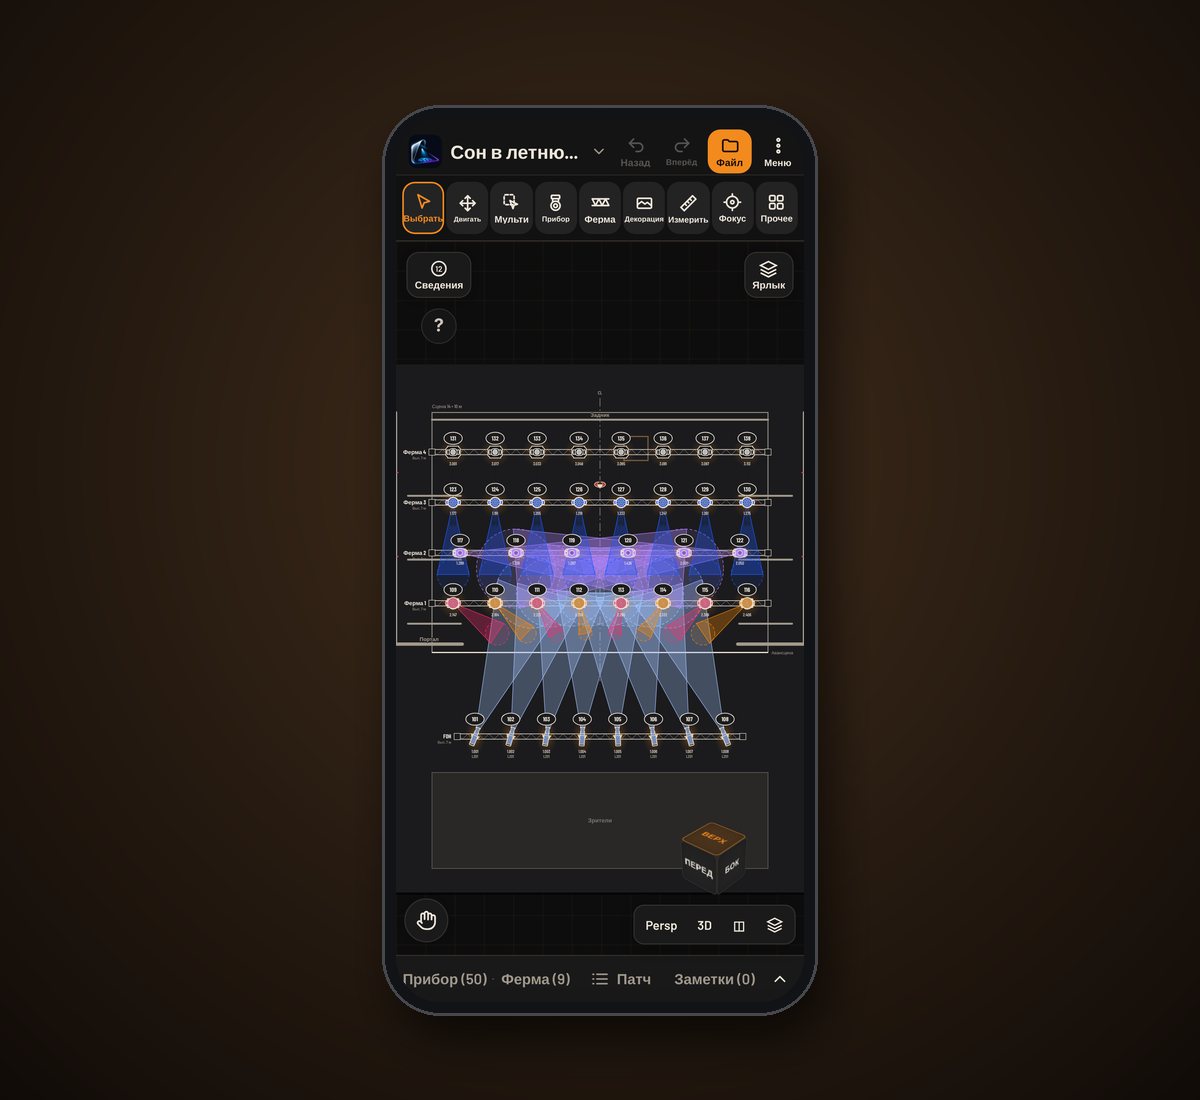 Сон в летню...
Назад
Вперёд
Файл
Меню
Выбрать
Двигать
Мульти
Прибор
Ферма
Декорация
Измерить
Фокус
Прочее
12
Сведения
Ярлык
?
Сцена 14 × 10 м
Задник
131 132 133 134 135 136 137 138
Ферма 4
123 124 125 126 127 128 129 130
Ферма 3
117 118 119 120 121 122
Ферма 2
109 110 111 112 113 114 115 116
Ферма 1
Портал
Авансцена
101 102 103 104 105 106 107 108
FOH
Зрители
ВЕРХ
ПЕРЕД
БОК
Persp
3D
Прибор (50)
Ферма (9)
Патч
Заметки (0)